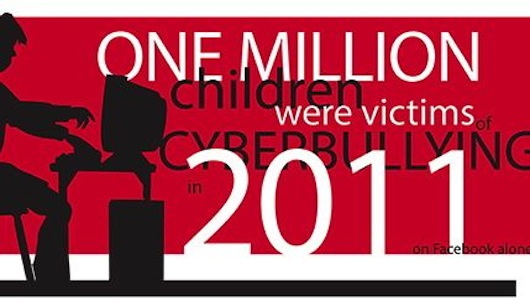 ONE MILLION
children
were victims
of
CYBERBULLYING
in
2011
on Facebook alone